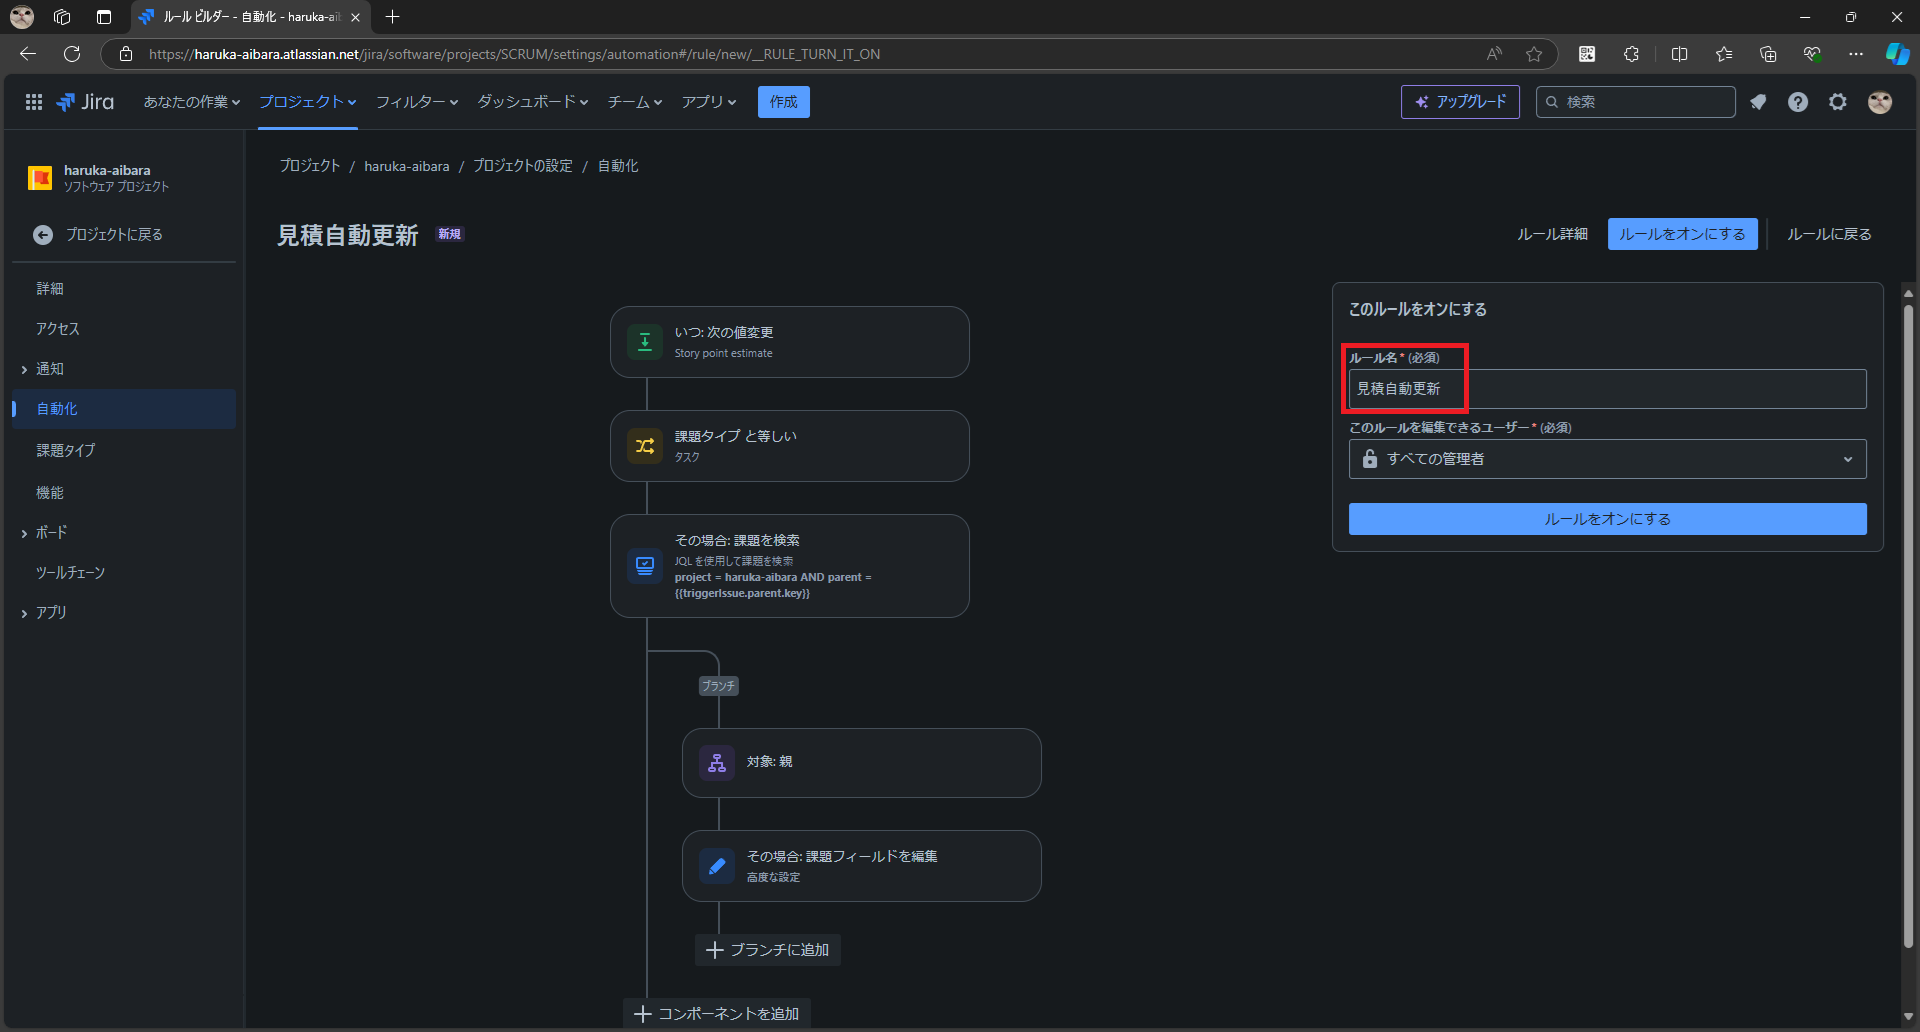 ルール ビルダー - 自動化 - haruka-aib
https://haruka-aibara.atlassian.net/jira/software/projects/SCRUM/settings/automation#/rule/new/__RULE_TURN_IT_ON
Jira
あなたの作業
プロジェクト
フィルター
ダッシュボード
チーム
アプリ
作成
アップグレード
検索
haruka-aibara
ソフトウェア プロジェクト
プロジェクトに戻る
詳細
アクセス
通知
自動化
課題タイプ
機能
ボード
ツールチェーン
アプリ
プロジェクト / haruka-aibara / プロジェクトの設定 / 自動化
見積自動更新 新規
ルール詳細
ルールをオンにする
ルールに戻る
いつ: 次の値変更
Story point estimate
課題タイプ と等しい
タスク
その場合: 課題を検索
JQL を使用して課題を検索
project = haruka-aibara AND parent =
{{triggerIssue.parent.key}}
ブランチ
対象: 親
その場合: 課題フィールドを編集
高度な設定
ブランチに追加
コンポーネントを追加
このルールをオンにする
ルール名* (必須)
見積自動更新
このルールを編集できるユーザー* (必須)
すべての管理者
ルールをオンにする